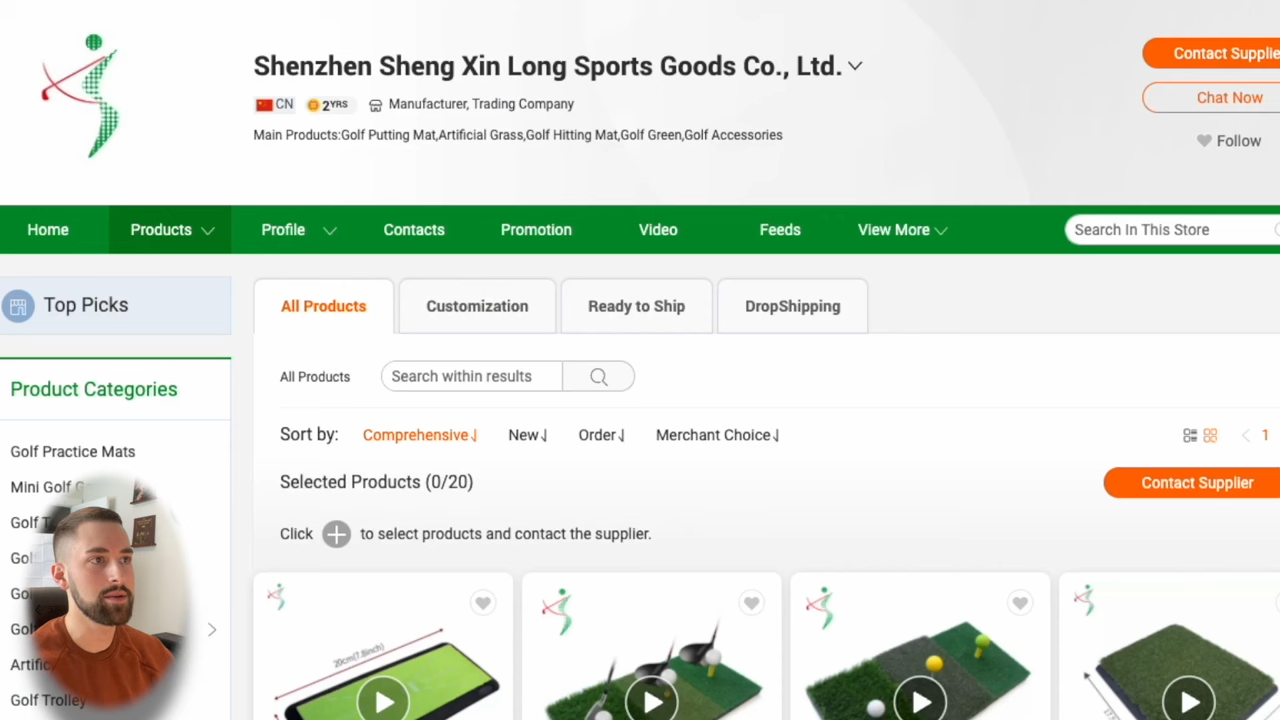 Shenzhen Sheng Xin Long Sports Goods Co., Ltd.
Contact Supplie
CN 2YRS Manufacturer, Trading Company
Chat Now
Main Products:Golf Putting Mat,Artificial Grass,Golf Hitting Mat,Golf Green,Golf Accessories
Follow
Home Products Profile Contacts Promotion Video Feeds View More Search In This Store
Top Picks
All Products Customization Ready to Ship DropShipping
Product Categories
All Products Search within results
Sort by: Comprehensive New Order Merchant Choice 1
Golf Practice Mats
Selected Products (0/20) Contact Supplier
Mini Golf
Golf
Click to select products and contact the supplier.
Golf Trolley
20cm(7.8inch)